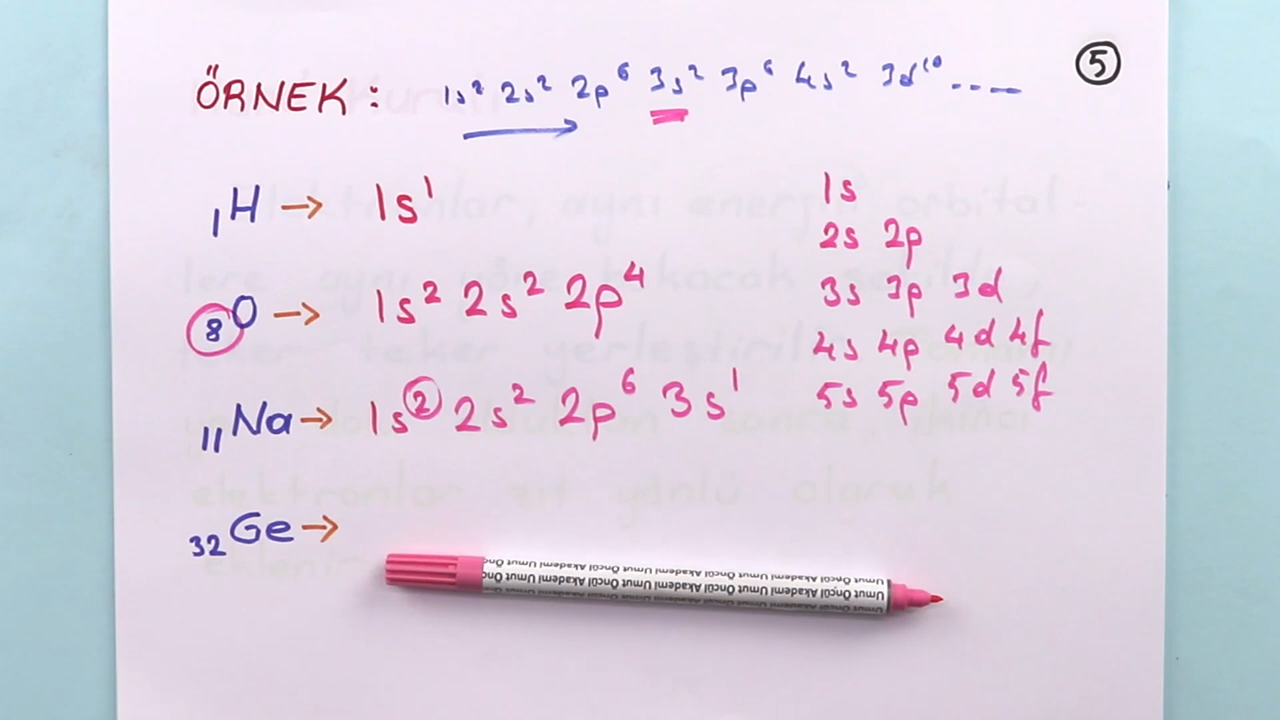 ÖRNEK : 1s² 2s² 2p⁶ 3s² 3p⁶ 4s² 3d¹⁰ ....
5
₁H → 1s¹
₈O → 1s² 2s² 2p⁴
₁₁Na → 1s² 2s² 2p⁶ 3s¹
₃₂Ge →
1s
2s 2p
3s 3p 3d
4s 4p 4d 4f
5s 5p 5d 5f
Umut Öncül Akademi Umut Öncül Akademi Umut Öncül Akademi Umut Öncül